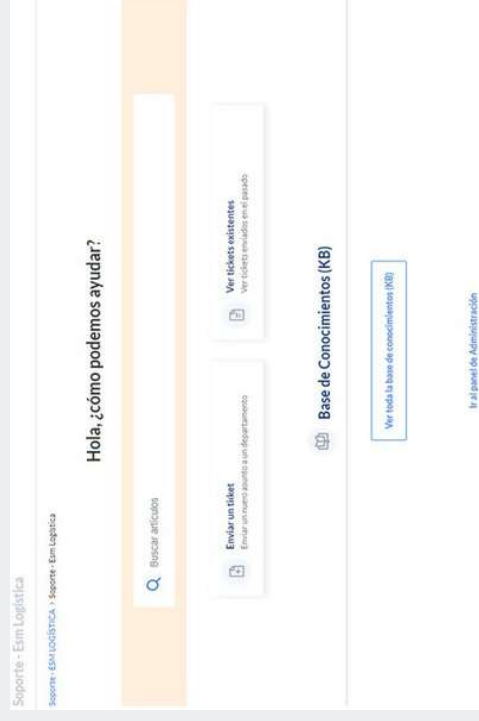 Soporte - Esm Logística
Soporte - ESM LOGÍSTICA > Soporte - Esm Logística
Hola, ¿cómo podemos ayudar?
Buscar artículos
Enviar un tirket
Enviar un nuero asunto a un departamento
Ver tickets existentes
Ver tickets enviados en el pasado
Base de Conocimientos (KB)
Ver toda la base de conocimientos (KB)
Ir al panel de Administración